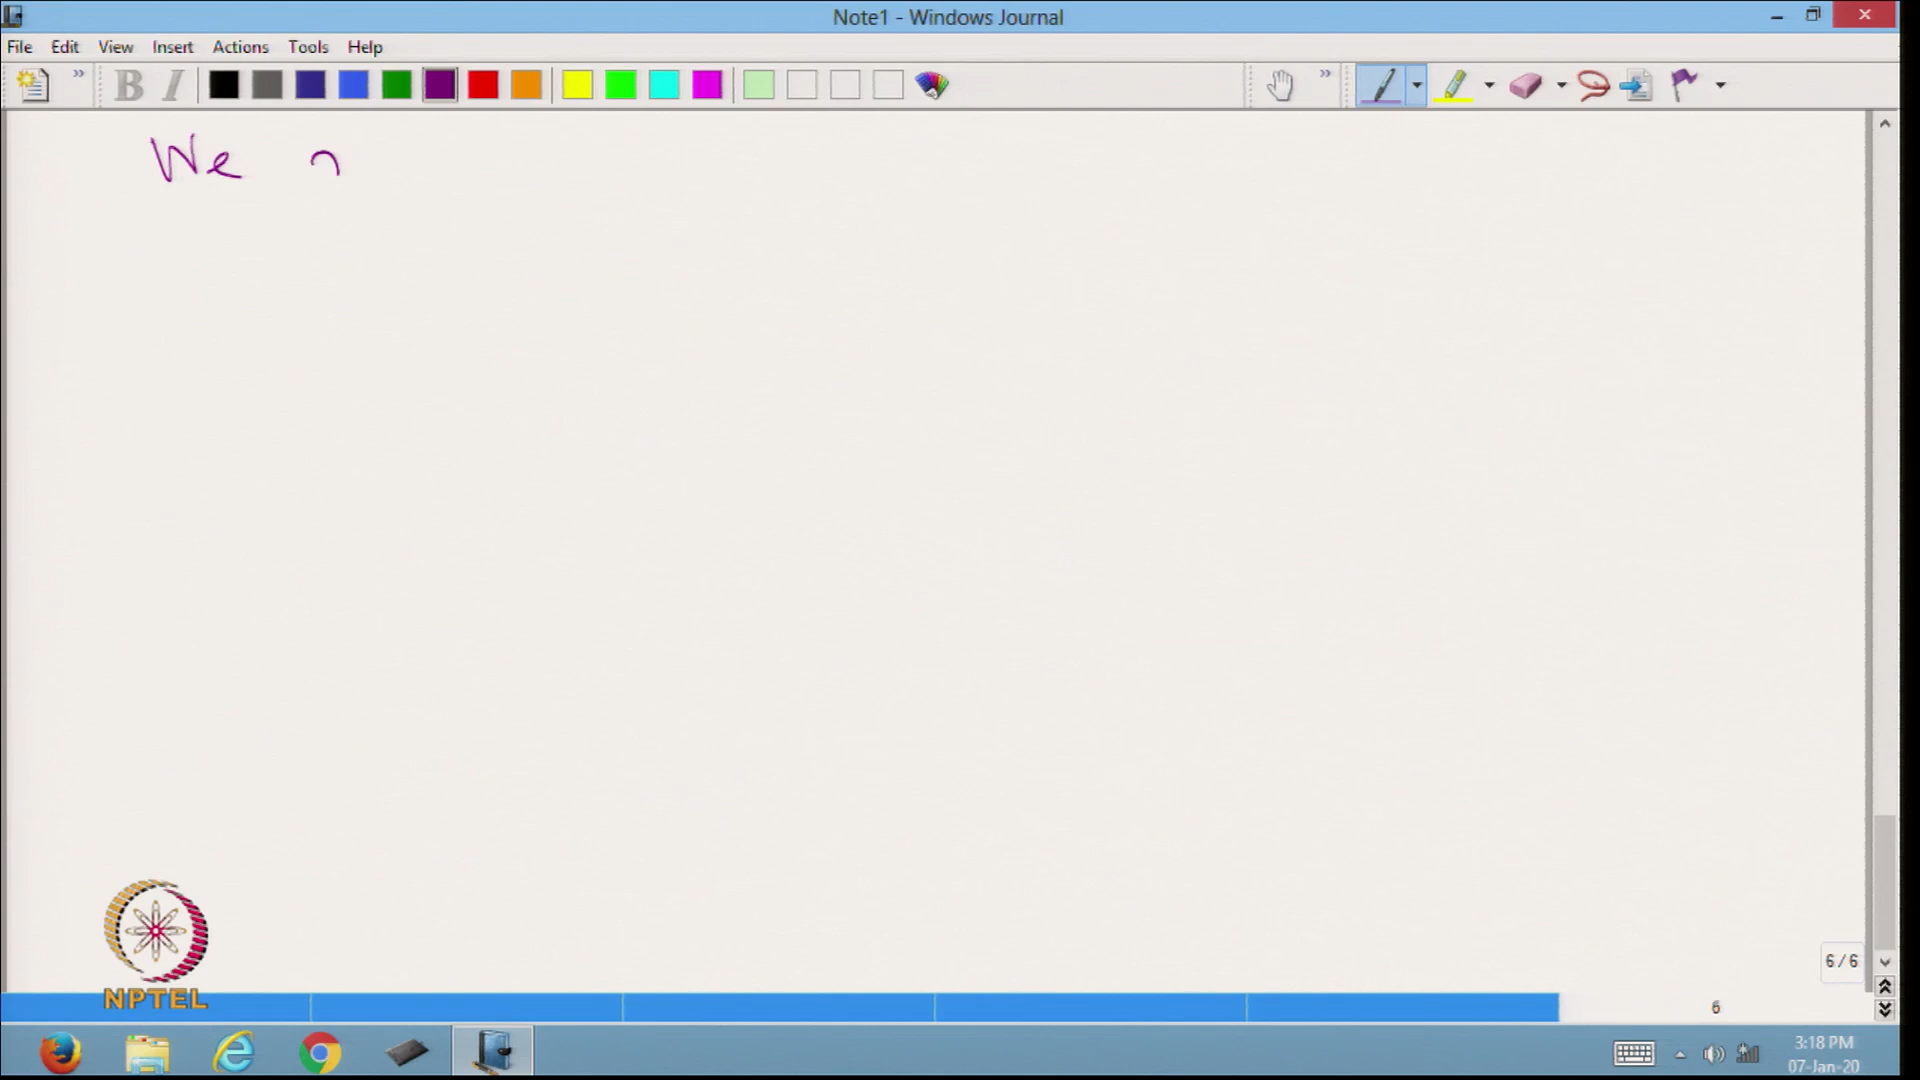 Note1 - Windows Journal
File Edit View Insert Actions Tools Help
B I
We
NPTEL
6 / 6
6
3:18 PM
07-Jan-20